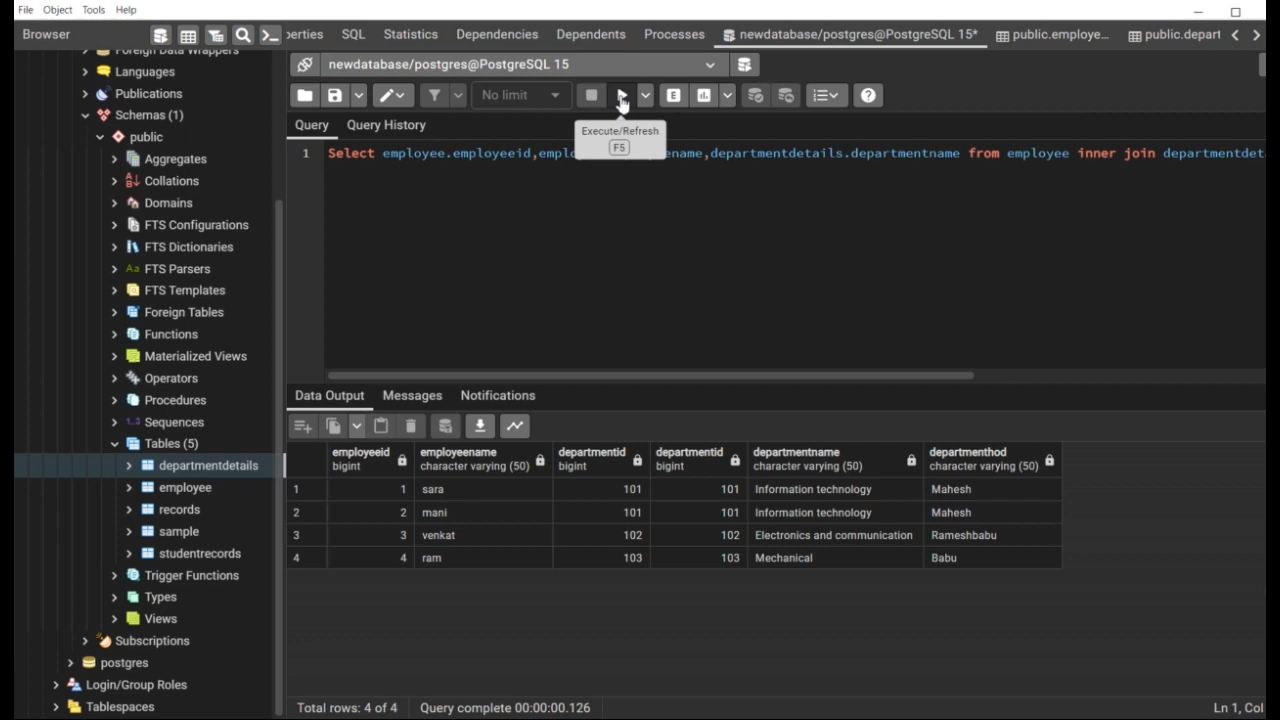 File Object Tools Help
Browser
perties SQL Statistics Dependencies Dependents Processes newdatabase/postgres@PostgreSQL 15* public.employe... public.depart
Foreign Data Wrappers
Languages
Publications
Schemas (1)
public
Aggregates
Collations
Domains
FTS Configurations
FTS Dictionaries
Aa FTS Parsers
FTS Templates
Foreign Tables
Functions
Materialized Views
Operators
Procedures
1..3 Sequences
Tables (5)
departmentdetails
employee
records
sample
studentrecords
Trigger Functions
Types
Views
Subscriptions
postgres
Login/Group Roles
Tablespaces
newdatabase/postgres@PostgreSQL 15
No limit E
Query Query History
Execute/Refresh
F5
1 Select employee.employeeid,emplo ename,departmentdetails.departmentname from employee inner join departmentdet
Data Output Messages Notifications
employeeid employeename departmentid departmentid departmentname departmenthod
bigint character varying (50) bigint bigint character varying (50) character varying (50)
1 1 sara 101 101 Information technology Mahesh
2 2 mani 101 101 Information technology Mahesh
3 3 venkat 102 102 Electronics and communication Rameshbabu
4 4 ram 103 103 Mechanical Babu
Total rows: 4 of 4 Query complete 00:00:00.126 Ln 1, Col